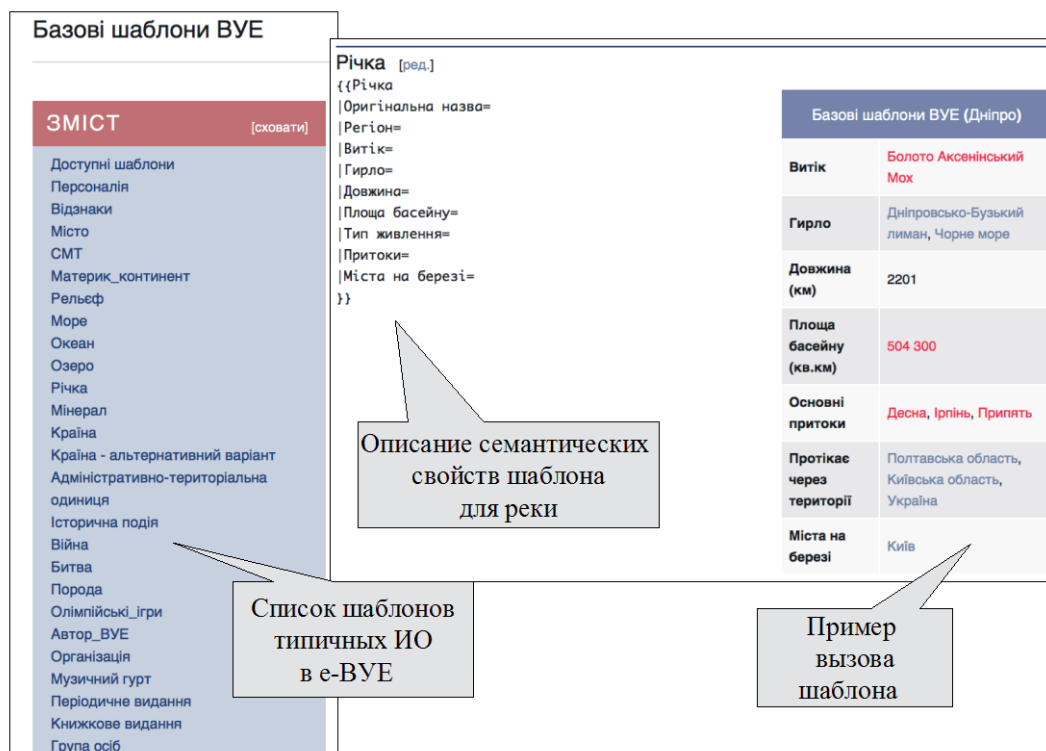 Базові шаблони ВУЕ
ЗМІСТ [сховати]
Доступні шаблони
Персоналія
Відзнаки
Місто
СМТ
Материк_континент
Рельєф
Море
Океан
Озеро
Річка
Мінерал
Країна
Країна - альтернативний варіант
Адміністративно-територіальна
одиниця
Історична подія
Війна
Битва
Порода
Олімпійські_ігри
Автор_ВУЕ
Організація
Музичний гурт
Періодичне видання
Книжкове видання
Група осіб
Річка [ред.]
{{Річка
|Оригінальна назва=
|Регіон=
|Витік=
|Гирло=
|Довжина=
|Площа басейну=
|Тип живлення=
|Притоки=
|Міста на березі=
}}
Базові шаблони ВУЕ (Дніпро)
Витік
Болото Аксенінський
Мох
Гирло
Дніпровсько-Бузький
лиман, Чорне море
Довжина
(км)
2201
Площа
басейну
(кв.км)
504 300
Основні
притоки
Десна, Ірпінь, Припять
Протікає
через
території
Полтавська область,
Київська область,
Україна
Міста на
березі
Київ
Описание семантических
свойств шаблона
для реки
Список шаблонов
типичных ИО
в е-ВУЕ
Пример
вызова
шаблона